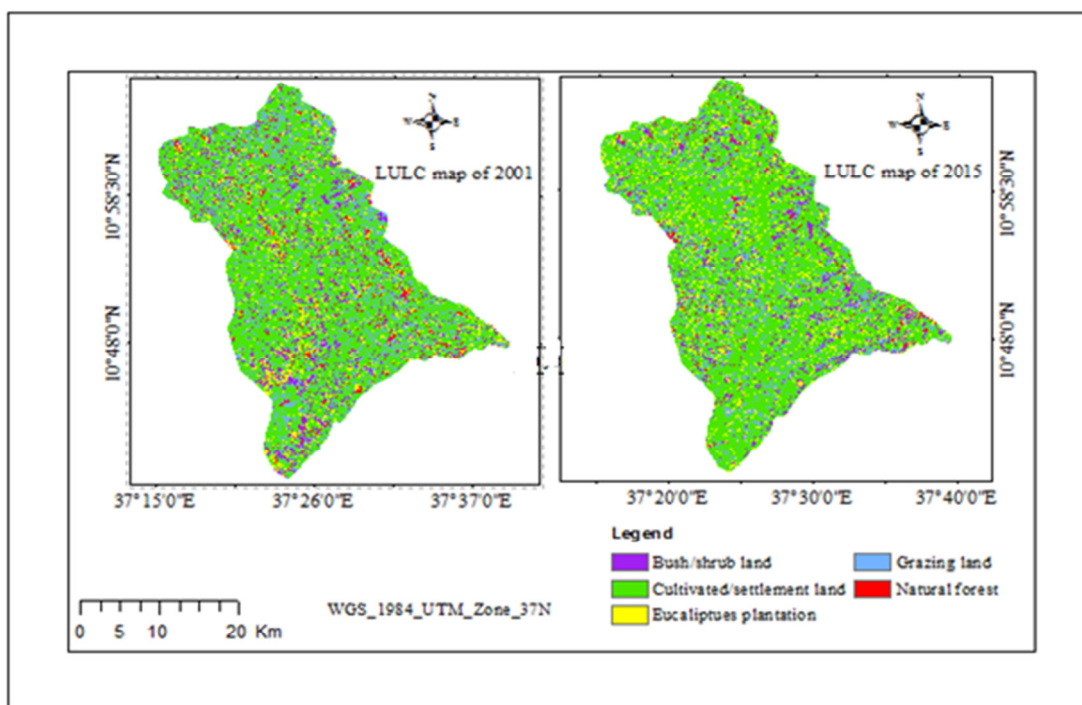 N
W E
S
LULC map of 2001
10°58'30"N
10°48'0"N
37°15'0"E 37°26'0"E 37°37'0"E
N
W E
S
LULC map of 2015
10°58'30"N
10°48'0"N
37°20'0"E 37°30'0"E 37°40'0"E
Legend
Bush/shrub land
Cultivated/settlement land
Eucaliptues plantation
Grazing land
Natural forest
0 5 10 20 Km
WGS_1984_UTM_Zone_37N